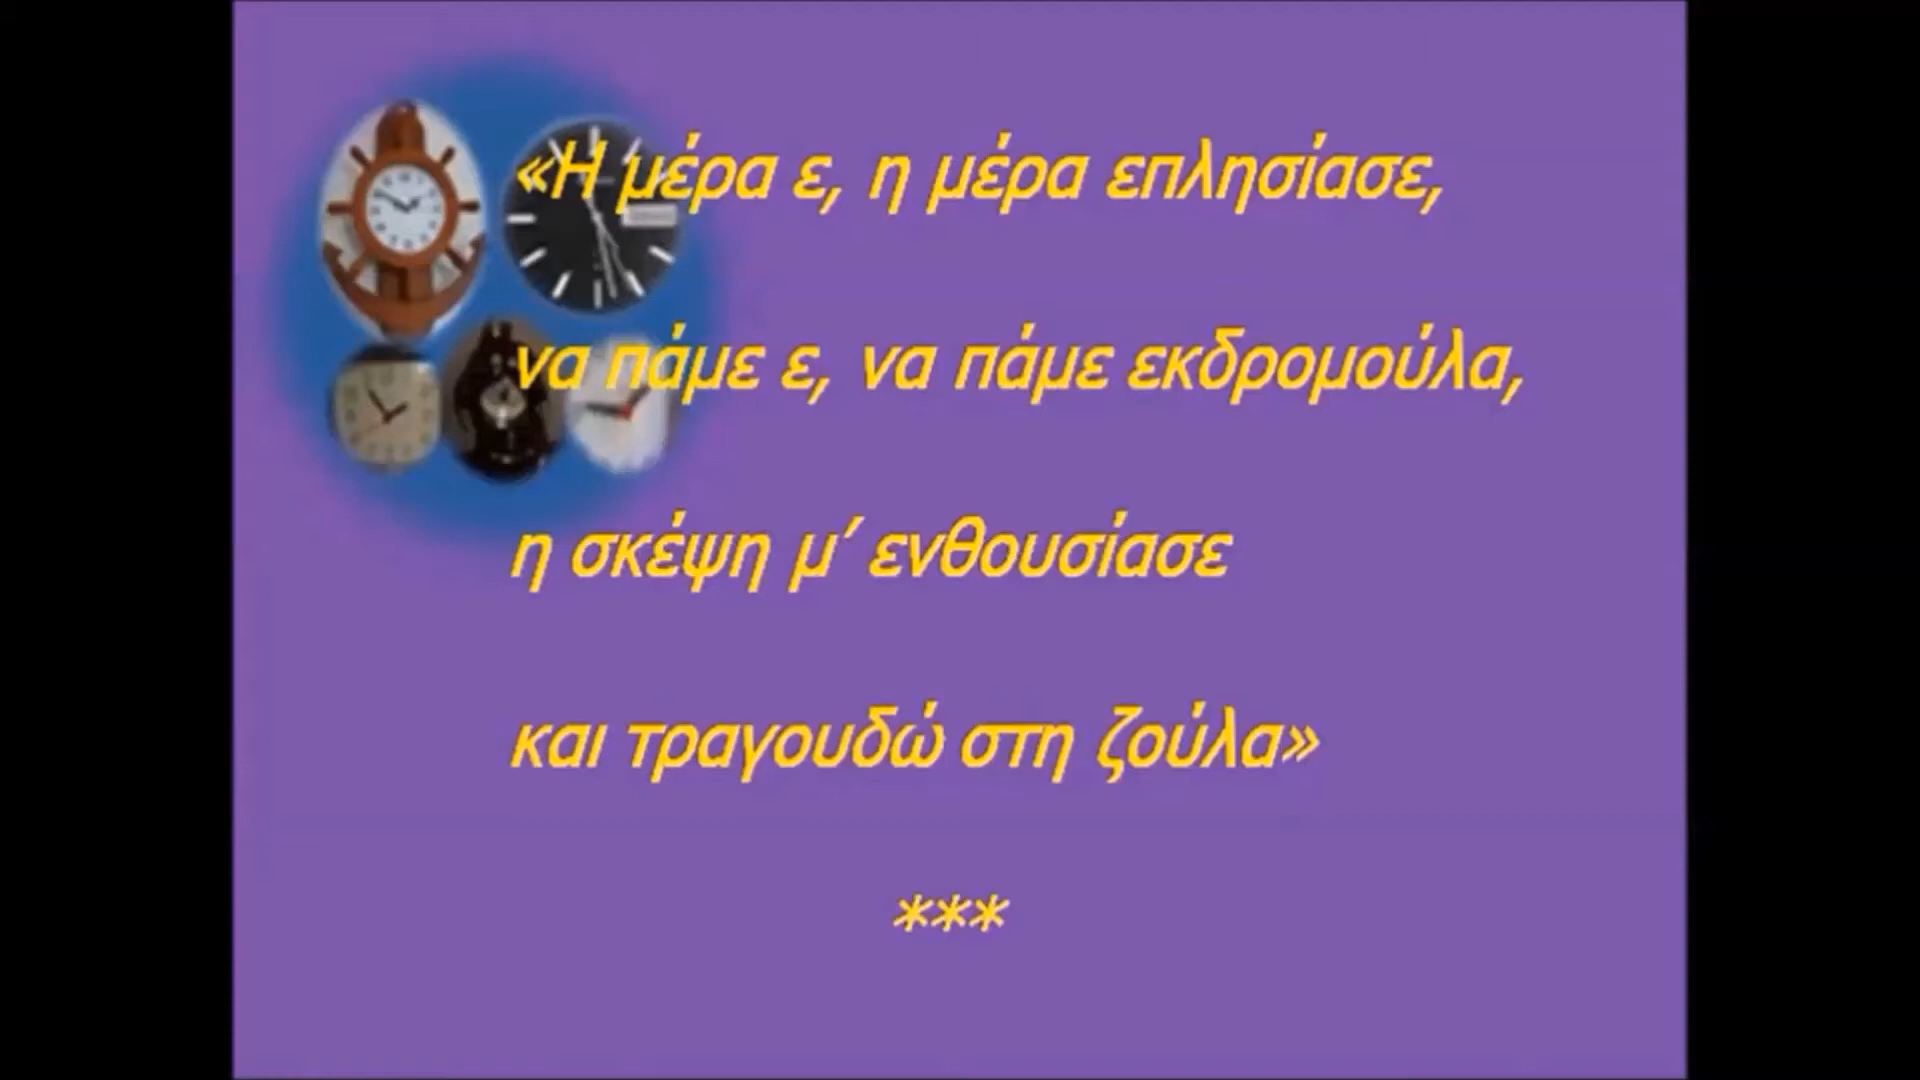 «Η μέρα ε, η μέρα επλησίασε,
να πάμε ε, να πάμε εκδρομούλα,
η σκέψη μ’ ενθουσίασε
και τραγουδώ στη ζούλα»
***